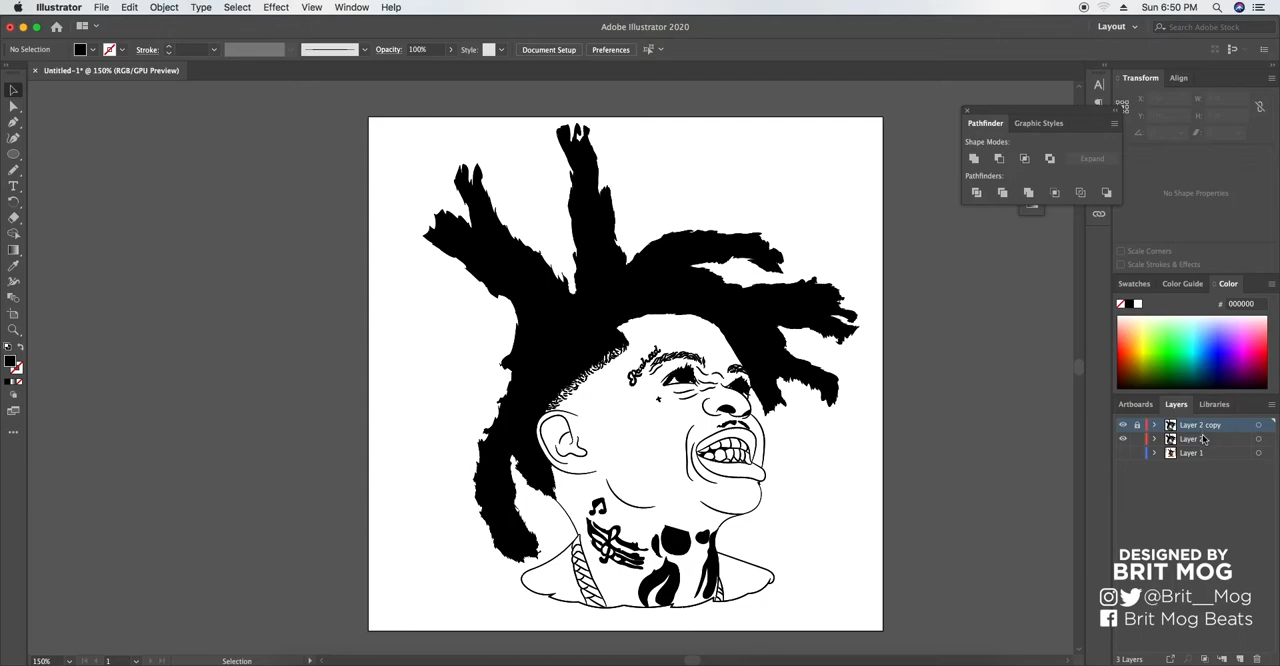 Illustrator File Edit Object Type Select Effect View Window Help
Sun 6:50 PM
Adobe Illustrator 2020
Layout
Search Adobe Stock
No Selection
Stroke:
Opacity: 100%
Style:
Document Setup
Preferences
Untitled-1* @ 150% (RGB/GPU Preview)
Transform Align
X: W:
Y: H:
Pathfinder Graphic Styles
Shape Modes:
Expand
Pathfinders:
No Shape Properties
Scale Corners
Scale Strokes & Effects
Swatches Color Guide Color
# 000000
Artboards Layers Libraries
Layer 2 copy
Layer 2
Layer 1
DESIGNED BY
BRIT MOG
@Brit__Mog
Brit Mog Beats
150%
1
Selection
3 Layers